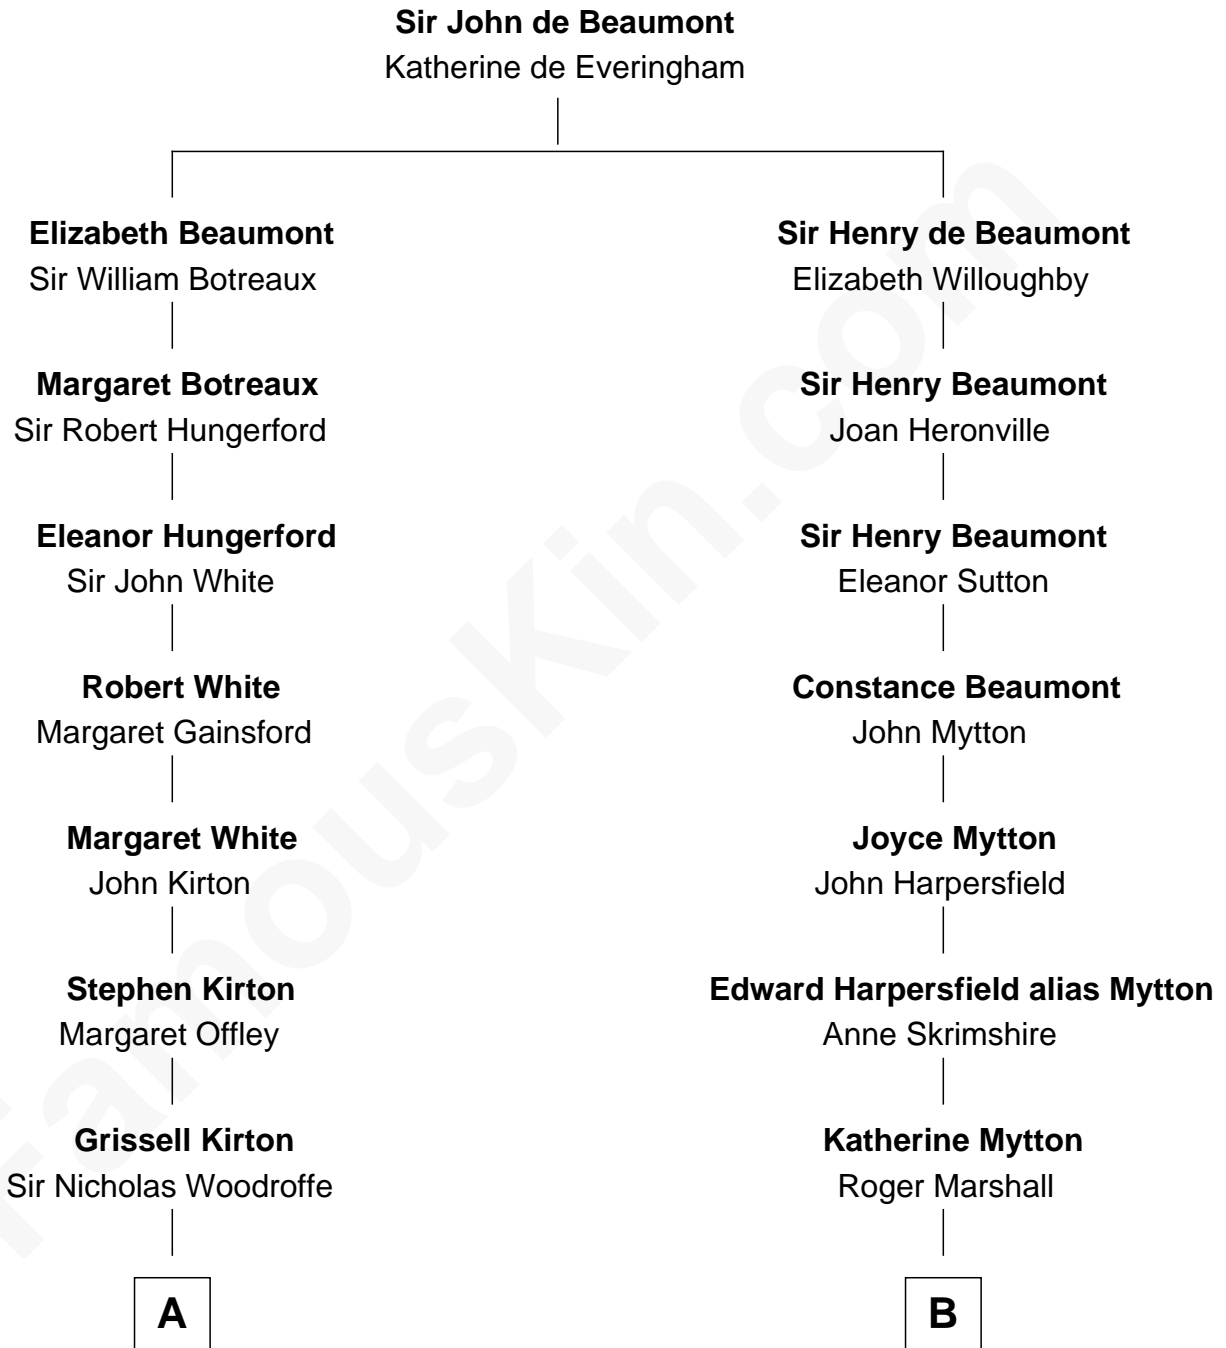 Sir John de Beaumont
Katherine de Everingham
Elizabeth Beaumont
Sir William Botreaux
Sir Henry de Beaumont
Elizabeth Willoughby
Margaret Botreaux
Sir Robert Hungerford
Sir Henry Beaumont
Joan Heronville
Eleanor Hungerford
Sir John White
Sir Henry Beaumont
Eleanor Sutton
Robert White
Margaret Gainsford
Constance Beaumont
John Mytton
Margaret White
John Kirton
Joyce Mytton
John Harpersfield
Stephen Kirton
Margaret Offley
Edward Harpersfield alias Mytton
Anne Skrimshire
Grissell Kirton
Sir Nicholas Woodroffe
Katherine Mytton
Roger Marshall
A
B
FamousKin.com